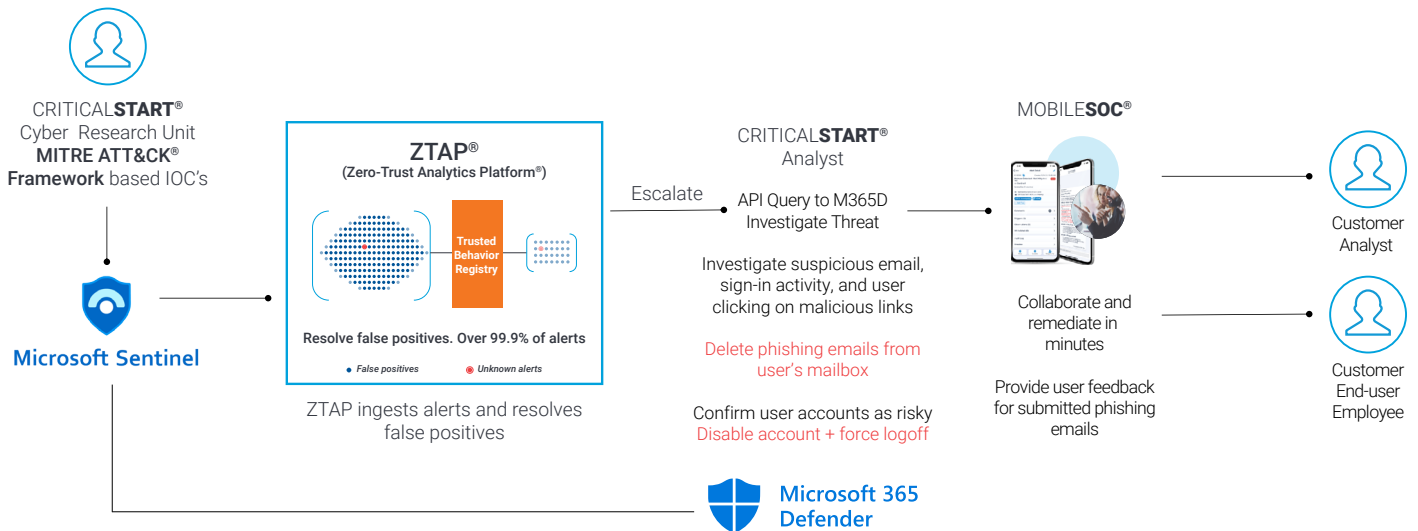 CRITICALSTART®
Cyber Research Unit
MITRE ATT&CK®
Framework based IOC's
Microsoft Sentinel
ZTAP®
(Zero-Trust Analytics Platform®)
Trusted
Behavior
Registry
Resolve false positives. Over 99.9% of alerts
False positives
Unknown alerts
ZTAP ingests alerts and resolves
false positives
Escalate
CRITICALSTART®
Analyst
API Query to M365D
Investigate Threat
Investigate suspicious email,
sign-in activity, and user
clicking on malicious links
Delete phishing emails from
user's mailbox
Confirm user accounts as risky
Disable account + force logoff
Microsoft 365
Defender
MOBILESOC®
Collaborate and
remediate in
minutes
Provide user feedback
for submitted phishing
emails
Customer
Analyst
Customer
End-user
Employee